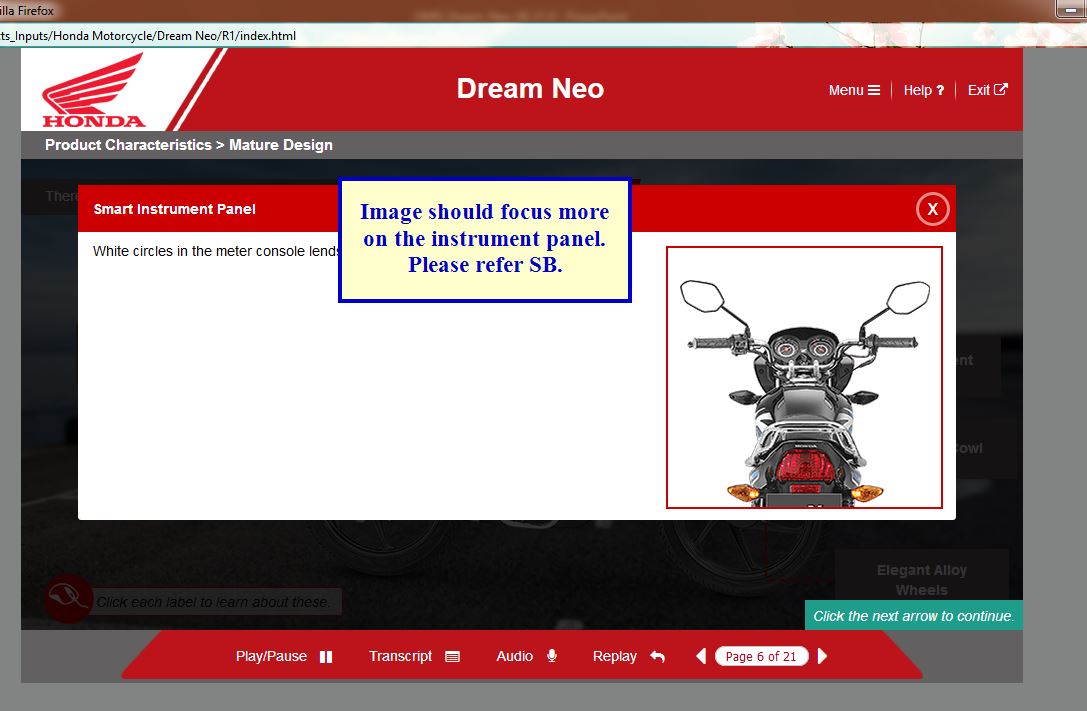 illa Firefox
cts_Inputs/Honda Motorcycle/Dream Neo/R1/index.html
HONDA
Dream Neo
Menu
Help ?
Exit
Product Characteristics > Mature Design
There
Smart Instrument Panel
X
White circles in the meter console lends
Image should focus more
on the instrument panel.
Please refer SB.
ent
Cowl
Elegant Alloy
Wheels
Click each label to learn about these.
Click the next arrow to continue.
Play/Pause
Transcript
Audio
Replay
Page 6 of 21